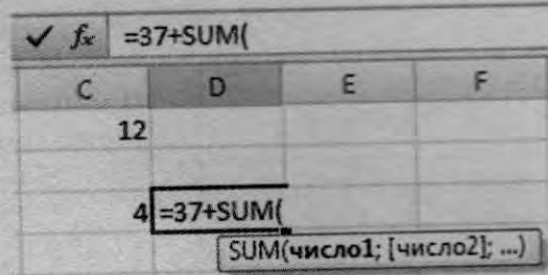 ✓ fx =37+SUM(
C D E F
12
4 =37+SUM(
SUM(число1; [число2]; ...)